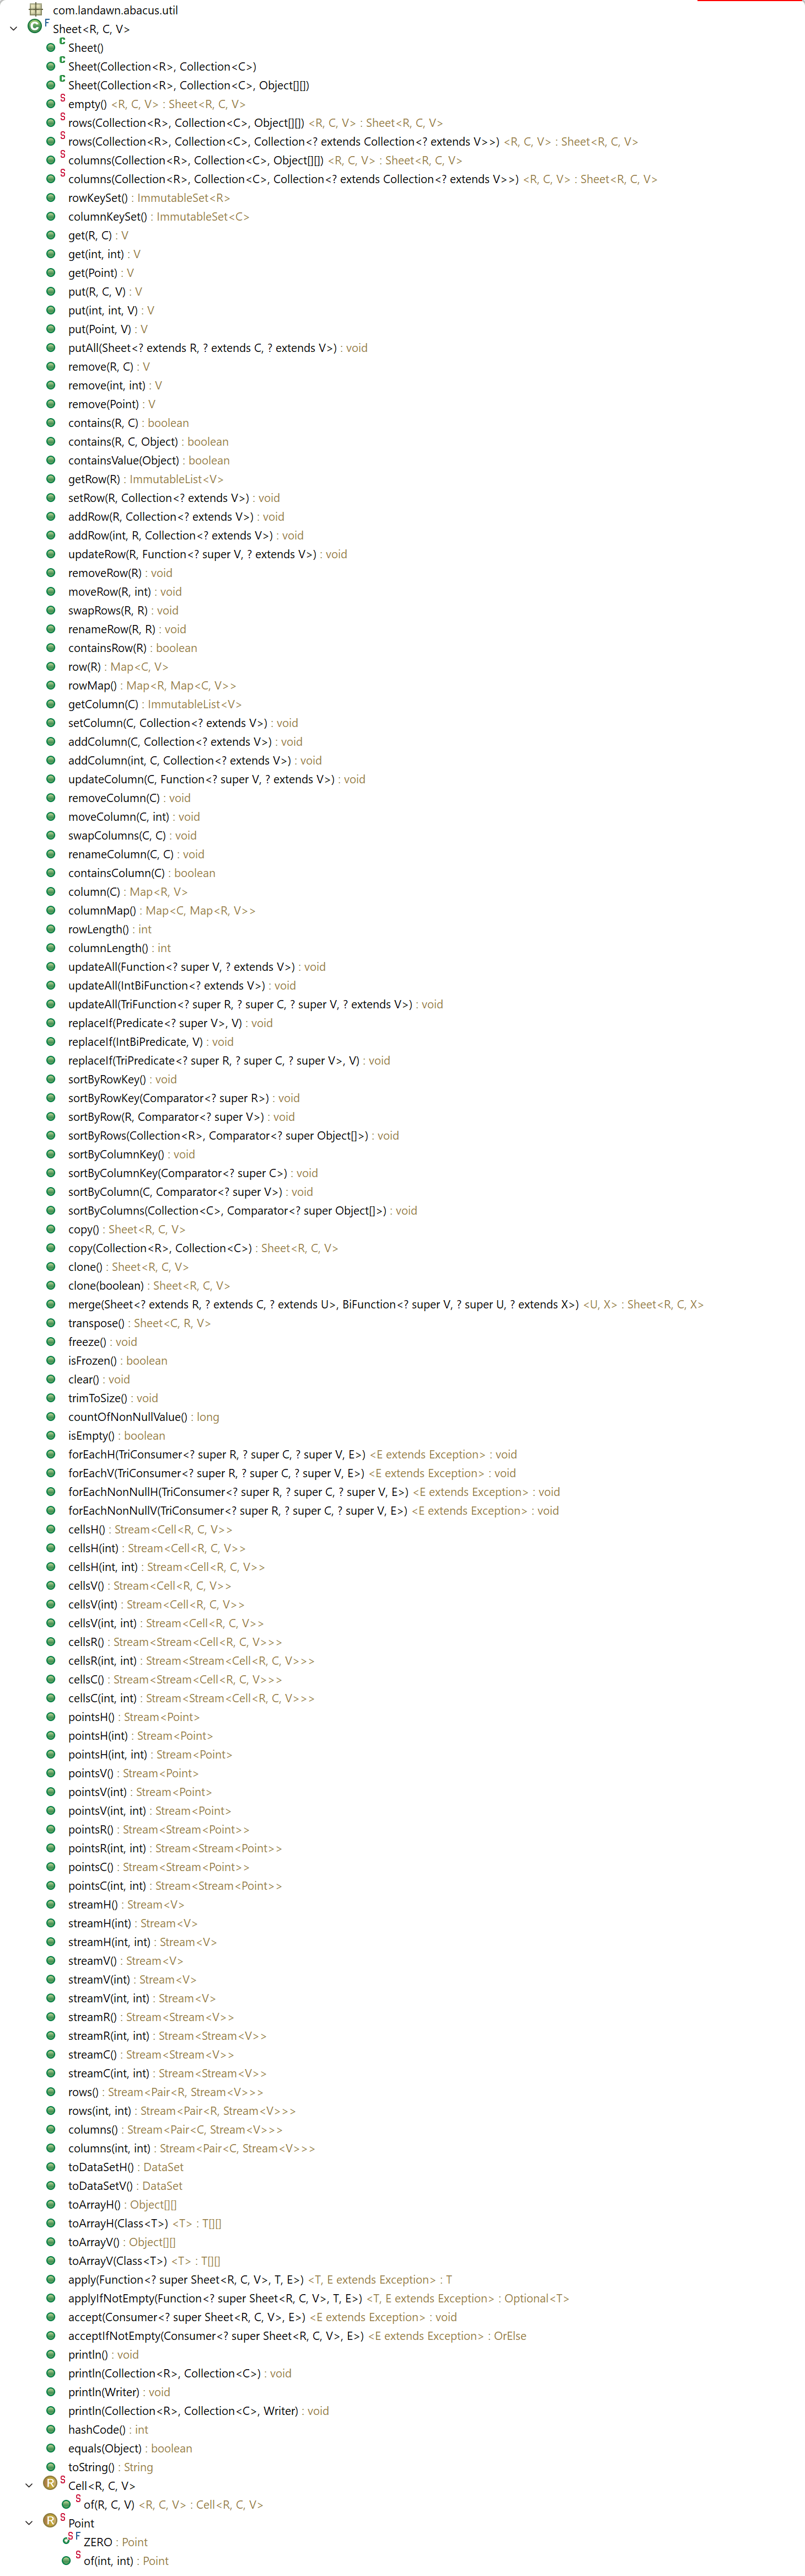 com.landawn.abacus.util
Sheet<R, C, V>
Sheet()
Sheet(Collection<R>, Collection<C>)
Sheet(Collection<R>, Collection<C>, Object[][])
empty() <R, C, V> : Sheet<R, C, V>
rows(Collection<R>, Collection<C>, Object[][]) <R, C, V> : Sheet<R, C, V>
rows(Collection<R>, Collection<C>, Collection<? extends Collection<? extends V>>) <R, C, V> : Sheet<R, C, V>
columns(Collection<R>, Collection<C>, Object[][]) <R, C, V> : Sheet<R, C, V>
columns(Collection<R>, Collection<C>, Collection<? extends Collection<? extends V>>) <R, C, V> : Sheet<R, C, V>
rowKeySet() : ImmutableSet<R>
columnKeySet() : ImmutableSet<C>
get(R, C) : V
get(int, int) : V
get(Point) : V
put(R, C, V) : V
put(int, int, V) : V
put(Point, V) : V
putAll(Sheet<? extends R, ? extends C, ? extends V>) : void
remove(R, C) : V
remove(int, int) : V
remove(Point) : V
contains(R, C) : boolean
contains(R, C, Object) : boolean
containsValue(Object) : boolean
getRow(R) : ImmutableList<V>
setRow(R, Collection<? extends V>) : void
addRow(R, Collection<? extends V>) : void
addRow(int, R, Collection<? extends V>) : void
updateRow(R, Function<? super V, ? extends V>) : void
removeRow(R) : void
moveRow(R, int) : void
swapRows(R, R) : void
renameRow(R, R) : void
containsRow(R) : boolean
row(R) : Map<C, V>
rowMap() : Map<R, Map<C, V>>
getColumn(C) : ImmutableList<V>
setColumn(C, Collection<? extends V>) : void
addColumn(C, Collection<? extends V>) : void
addColumn(int, C, Collection<? extends V>) : void
updateColumn(C, Function<? super V, ? extends V>) : void
removeColumn(C) : void
moveColumn(C, int) : void
swapColumns(C, C) : void
renameColumn(C, C) : void
containsColumn(C) : boolean
column(C) : Map<R, V>
columnMap() : Map<C, Map<R, V>>
rowLength() : int
columnLength() : int
updateAll(Function<? super V, ? extends V>) : void
updateAll(IntBiFunction<? extends V>) : void
updateAll(TriFunction<? super R, ? super C, ? super V, ? extends V>) : void
replaceIf(Predicate<? super V>, V) : void
replaceIf(IntBiPredicate, V) : void
replaceIf(TriPredicate<? super R, ? super C, ? super V>, V) : void
sortByRowKey() : void
sortByRowKey(Comparator<? super R>) : void
sortByRow(R, Comparator<? super V>) : void
sortByRows(Collection<R>, Comparator<? super Object[]>) : void
sortByColumnKey() : void
sortByColumnKey(Comparator<? super C>) : void
sortByColumn(C, Comparator<? super V>) : void
sortByColumns(Collection<C>, Comparator<? super Object[]>) : void
copy() : Sheet<R, C, V>
copy(Collection<R>, Collection<C>) : Sheet<R, C, V>
clone() : Sheet<R, C, V>
clone(boolean) : Sheet<R, C, V>
merge(Sheet<? extends R, ? extends C, ? extends U>, BiFunction<? super V, ? super U, ? extends X>) <U, X> : Sheet<R, C, X>
transpose() : Sheet<C, R, V>
freeze() : void
isFrozen() : boolean
clear() : void
trimToSize() : void
countOfNonNullValue() : long
isEmpty() : boolean
forEachH(TriConsumer<? super R, ? super C, ? super V, E>) <E extends Exception> : void
forEachV(TriConsumer<? super R, ? super C, ? super V, E>) <E extends Exception> : void
forEachNonNullH(TriConsumer<? super R, ? super C, ? super V, E>) <E extends Exception> : void
forEachNonNullV(TriConsumer<? super R, ? super C, ? super V, E>) <E extends Exception> : void
cellsH() : Stream<Cell<R, C, V>>
cellsH(int) : Stream<Cell<R, C, V>>
cellsH(int, int) : Stream<Cell<R, C, V>>
cellsV() : Stream<Cell<R, C, V>>
cellsV(int) : Stream<Cell<R, C, V>>
cellsV(int, int) : Stream<Cell<R, C, V>>
cellsR() : Stream<Stream<Cell<R, C, V>>>
cellsR(int, int) : Stream<Stream<Cell<R, C, V>>>
cellsC() : Stream<Stream<Cell<R, C, V>>>
cellsC(int, int) : Stream<Stream<Cell<R, C, V>>>
pointsH() : Stream<Point>
pointsH(int) : Stream<Point>
pointsH(int, int) : Stream<Point>
pointsV() : Stream<Point>
pointsV(int) : Stream<Point>
pointsV(int, int) : Stream<Point>
pointsR() : Stream<Stream<Point>>
pointsR(int, int) : Stream<Stream<Point>>
pointsC() : Stream<Stream<Point>>
pointsC(int, int) : Stream<Stream<Point>>
streamH() : Stream<V>
streamH(int) : Stream<V>
streamH(int, int) : Stream<V>
streamV() : Stream<V>
streamV(int) : Stream<V>
streamV(int, int) : Stream<V>
streamR() : Stream<Stream<V>>
streamR(int, int) : Stream<Stream<V>>
streamC() : Stream<Stream<V>>
streamC(int, int) : Stream<Stream<V>>
rows() : Stream<Pair<R, Stream<V>>>
rows(int, int) : Stream<Pair<R, Stream<V>>>
columns() : Stream<Pair<C, Stream<V>>>
columns(int, int) : Stream<Pair<C, Stream<V>>>
toDataSetH() : DataSet
toDataSetV() : DataSet
toArrayH() : Object[][]
toArrayH(Class<T>) <T> : T[][]
toArrayV() : Object[][]
toArrayV(Class<T>) <T> : T[][]
apply(Function<? super Sheet<R, C, V>, T, E>) <T, E extends Exception> : T
applyIfNotEmpty(Function<? super Sheet<R, C, V>, T, E>) <T, E extends Exception> : Optional<T>
accept(Consumer<? super Sheet<R, C, V>, E>) <E extends Exception> : void
acceptIfNotEmpty(Consumer<? super Sheet<R, C, V>, E>) <E extends Exception> : OrElse
println() : void
println(Collection<R>, Collection<C>) : void
println(Writer) : void
println(Collection<R>, Collection<C>, Writer) : void
hashCode() : int
equals(Object) : boolean
toString() : String
Cell<R, C, V>
of(R, C, V) <R, C, V> : Cell<R, C, V>
Point
ZERO : Point
of(int, int) : Point